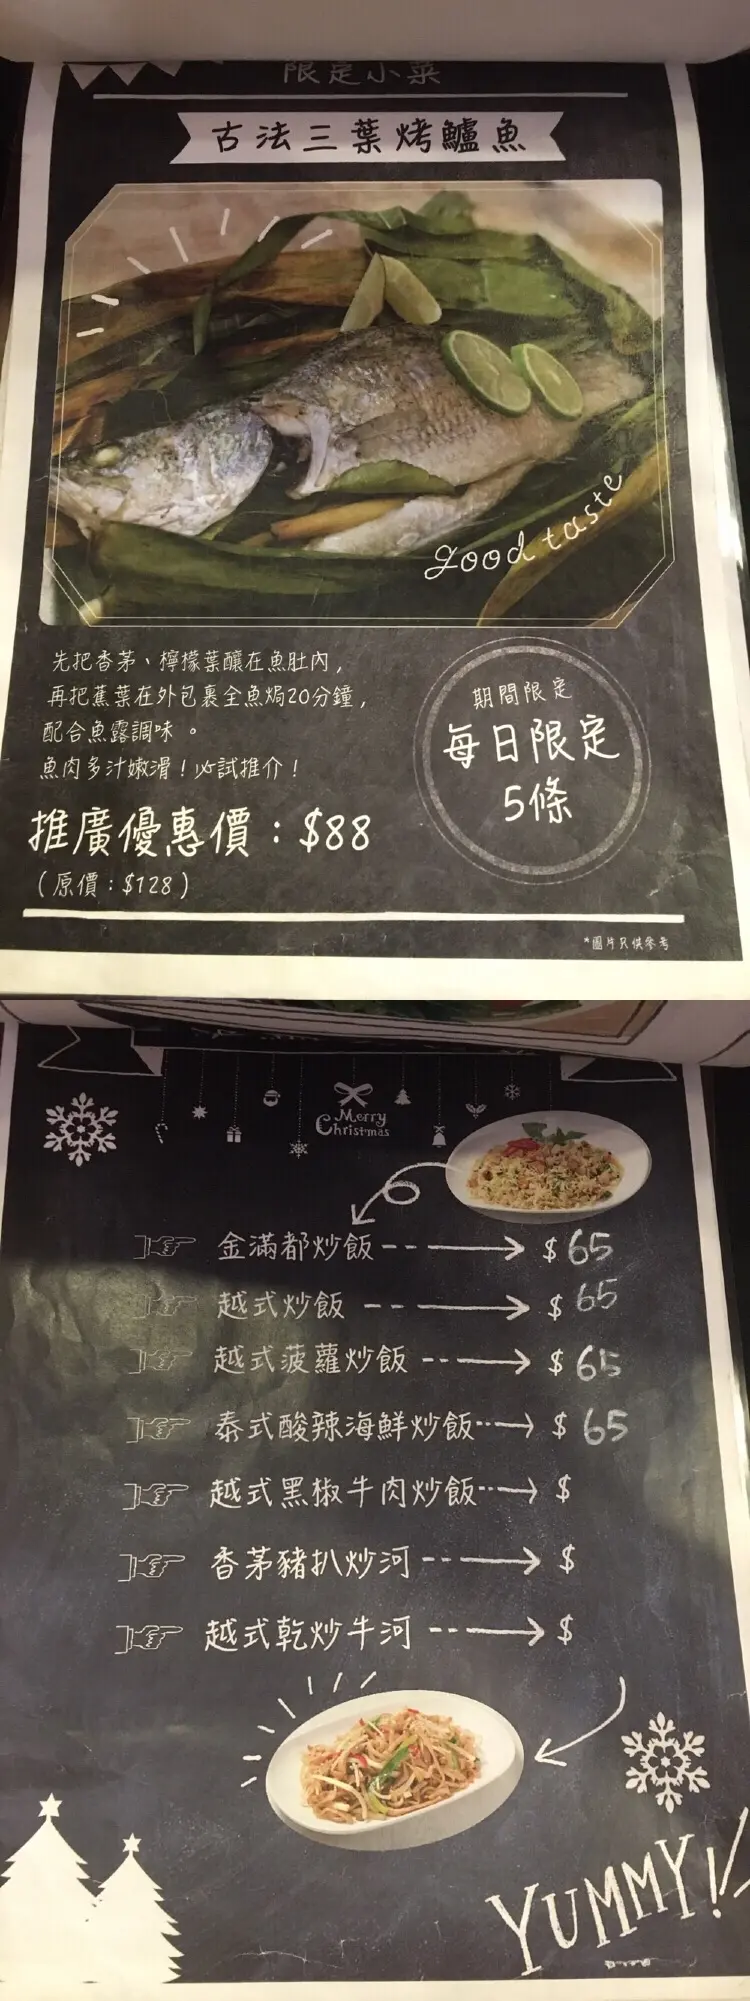 限定小菜
古法三葉烤鱸魚
good taste
先把香茅、檸檬葉釀在魚肚內,
再把蕉葉在外包裹全魚焗20分鐘,
配合魚露調味。
魚肉多汁嫩滑!必試推介!
期間限定
每日限定
5條
推廣優惠價:$88
(原價:$128)
*圖片只供參考
Merry
Christmas
金滿都炒飯 $65
越式炒飯 $65
越式菠蘿炒飯 $65
泰式酸辣海鮮炒飯 $65
越式黑椒牛肉炒飯 $
香茅豬扒炒河 $
越式乾炒牛河 $
YUMMY!